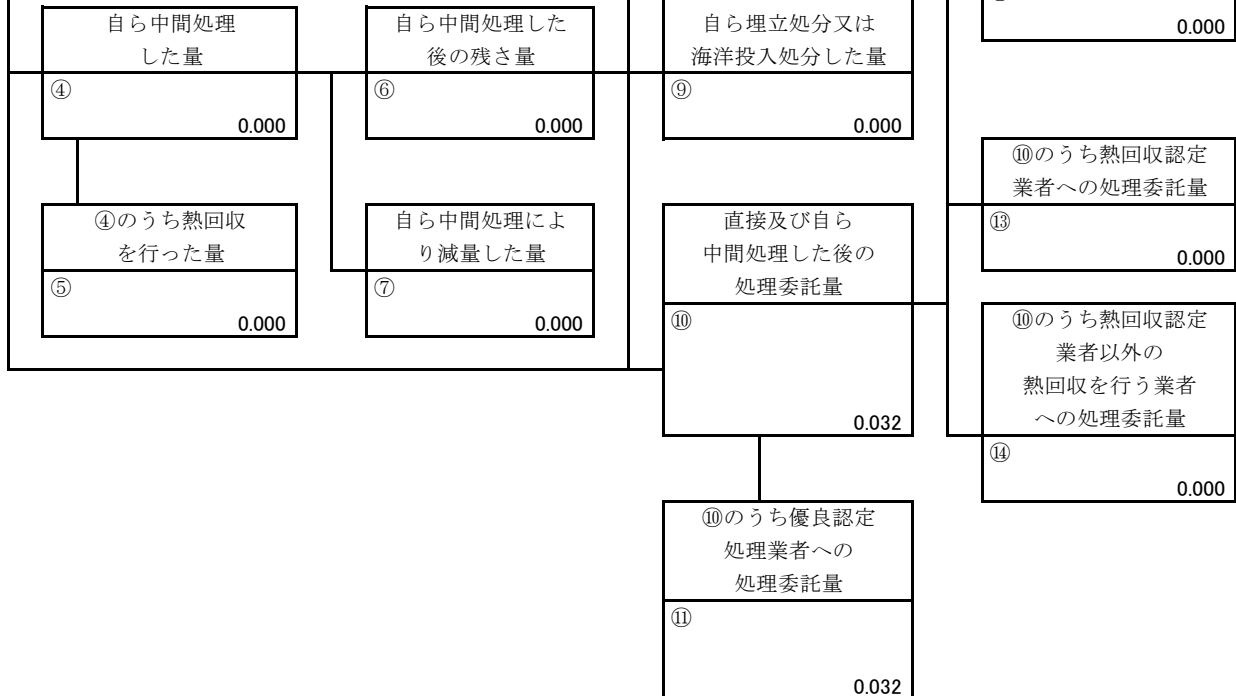 自ら中間処理
した量
④
0.000
自ら中間処理した
後の残さ量
⑥
0.000
自ら埋立処分又は
海洋投入処分した量
⑨
0.000
0.000
④のうち熱回収
を行った量
⑤
0.000
自ら中間処理によ
り減量した量
⑦
0.000
直接及び自ら
中間処理した後の
処理委託量
⑩
0.032
⑩のうち熱回収認定
業者への処理委託量
⑬
0.000
⑩のうち熱回収認定
業者以外の
熱回収を行う業者
への処理委託量
⑭
0.000
⑩のうち優良認定
処理業者への
処理委託量
⑪
0.032